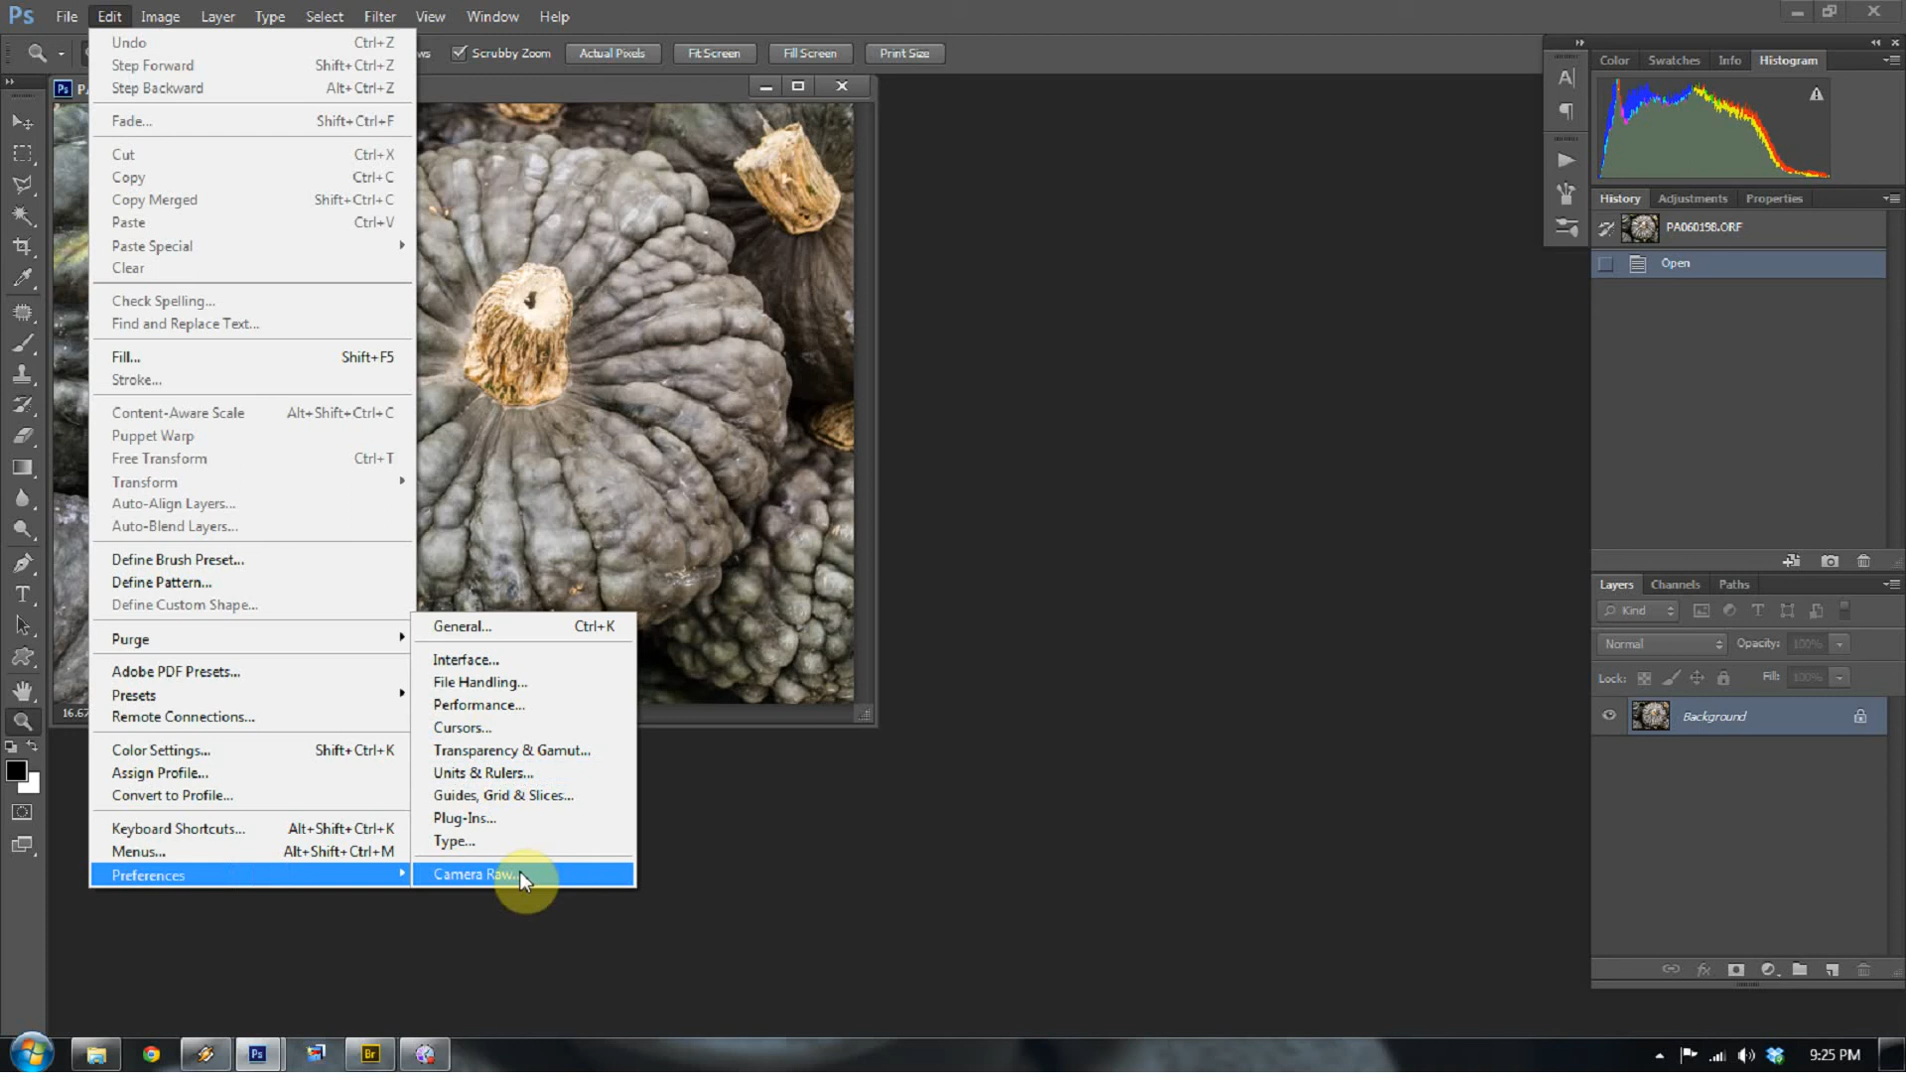 Ps File Edit Image Layer Type Select Filter View Window Help
Scrubby Zoom Actual Pixels Fit Screen Fill Screen Print Size
Undo Ctrl+Z
Step Forward Shift+Ctrl+Z
Step Backward Alt+Ctrl+Z
Fade... Shift+Ctrl+F
Cut Ctrl+X
Copy Ctrl+C
Copy Merged Shift+Ctrl+C
Paste Ctrl+V
Paste Special
Clear
Check Spelling...
Find and Replace Text...
Fill... Shift+F5
Stroke...
Content-Aware Scale Alt+Shift+Ctrl+C
Puppet Warp
Free Transform Ctrl+T
Transform
Auto-Align Layers...
Auto-Blend Layers...
Define Brush Preset...
Define Pattern...
Define Custom Shape...
Purge
Adobe PDF Presets...
Presets
Remote Connections...
Color Settings... Shift+Ctrl+K
Assign Profile...
Convert to Profile...
Keyboard Shortcuts... Alt+Shift+Ctrl+K
Menus... Alt+Shift+Ctrl+M
Preferences
General... Ctrl+K
Interface...
File Handling...
Performance...
Cursors...
Transparency & Gamut...
Units & Rulers...
Guides, Grid & Slices...
Plug-Ins...
Type...
Camera Raw...
Color Swatches Info Histogram
History Adjustments Properties
PA060198.ORF
Open
Layers Channels Paths
Kind
Normal Opacity: 100%
Lock: Fill: 100%
Background
Ps Br 9:25 PM